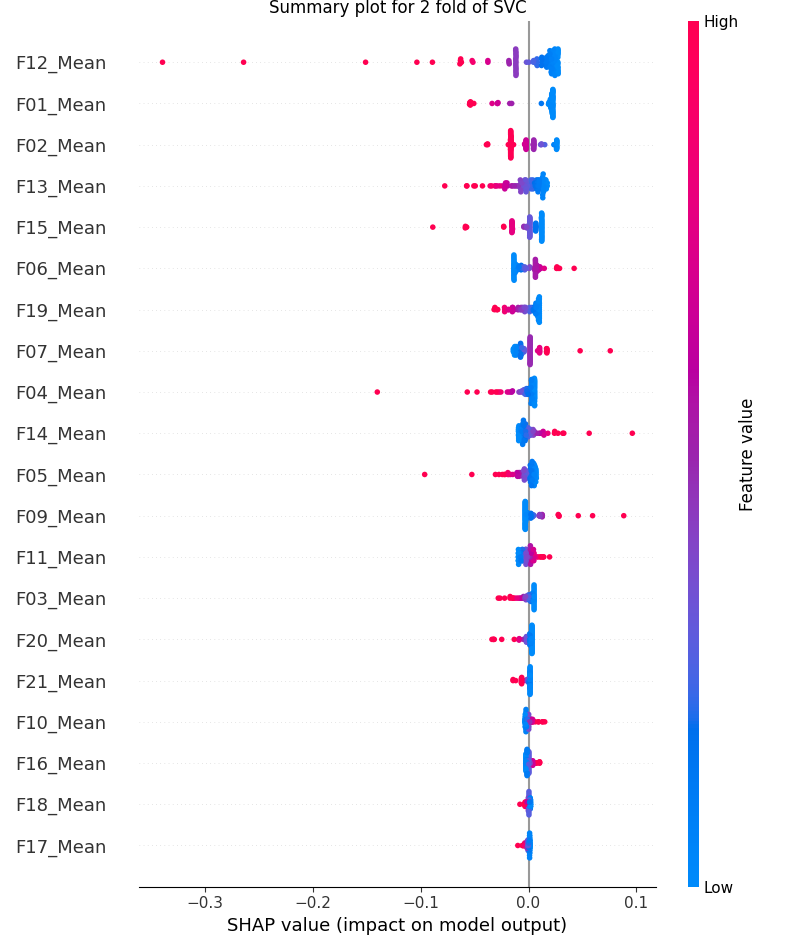 Summary plot for 2 fold of SVC
High
F12_Mean
F01_Mean
F02_Mean
F13_Mean
F15_Mean
F06_Mean
F19_Mean
F07_Mean
F04_Mean
F14_Mean
F05_Mean
F09_Mean
F11_Mean
F03_Mean
F20_Mean
F21_Mean
F10_Mean
F16_Mean
F18_Mean
F17_Mean
Feature value
Low
−0.3 −0.2 −0.1 0.0 0.1
SHAP value (impact on model output)